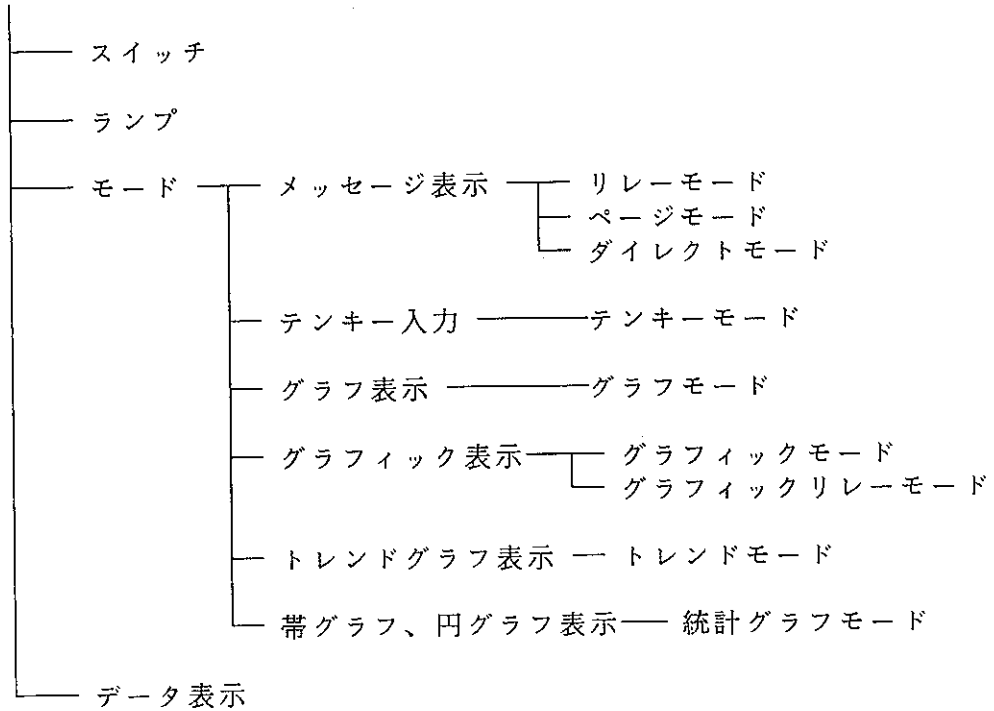 スイッチ
ランプ
モード メッセージ表示 リレーモード
ページモード
ダイレクトモード
テンキー入力 テンキーモード
グラフ表示 グラフモード
グラフィック表示 グラフィックモード
グラフィックリレーモード
トレンドグラフ表示 トレンドモード
帯グラフ、円グラフ表示 統計グラフモード
データ表示